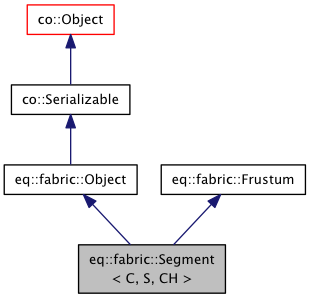 co::Object
co::Serializable
eq::fabric::Object
eq::fabric::Frustum
eq::fabric::Segment
< C, S, CH >